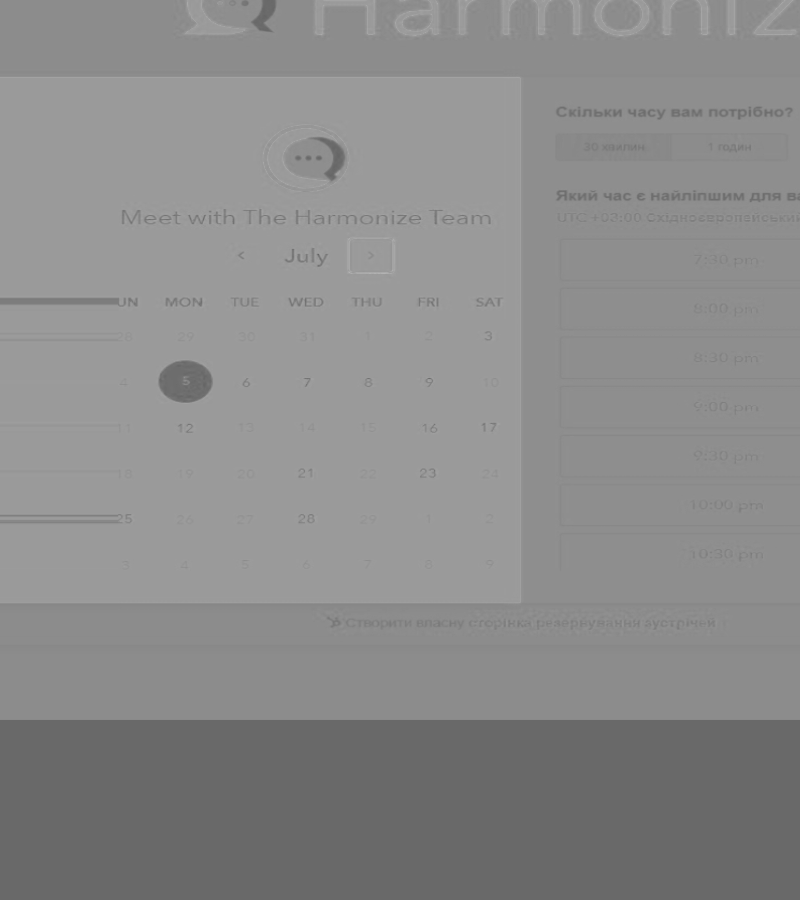 Harmoniz
Meet with The Harmonize Team
< July >
UN MON TUE WED THU FRI SAT
28 29 30 31 1 2 3
4 5 6 7 8 9 10
11 12 13 14 15 16 17
18 19 20 21 22 23 24
25 26 27 28 29 1 2
3 4 5 6 7 8 9
Скільки часу вам потрібно?
30 хвилин 1 годин
Який час є найліпшим для ва
UTC +03:00 Східноєвропейський
7:30 pm
8:00 pm
8:30 pm
9:00 pm
9:30 pm
10:00 pm
10:30 pm
Створити власну сторінка резервування зустрічей